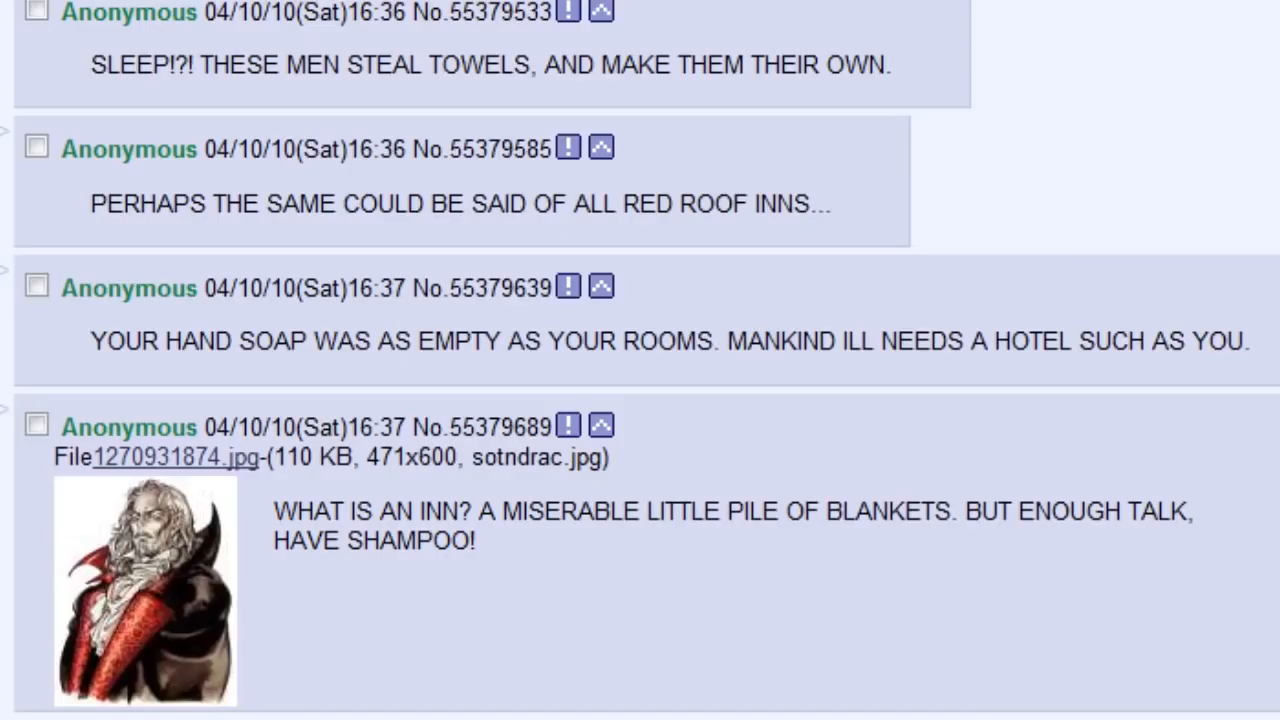 Anonymous 04/10/10(Sat)16:36 No.55379533
SLEEP!?! THESE MEN STEAL TOWELS, AND MAKE THEM THEIR OWN.
Anonymous 04/10/10(Sat)16:36 No.55379585
PERHAPS THE SAME COULD BE SAID OF ALL RED ROOF INNS...
Anonymous 04/10/10(Sat)16:37 No.55379639
YOUR HAND SOAP WAS AS EMPTY AS YOUR ROOMS. MANKIND ILL NEEDS A HOTEL SUCH AS YOU.
Anonymous 04/10/10(Sat)16:37 No.55379689
File1270931874.jpg-(110 KB, 471x600, sotndrac.jpg)
WHAT IS AN INN? A MISERABLE LITTLE PILE OF BLANKETS. BUT ENOUGH TALK,
HAVE SHAMPOO!